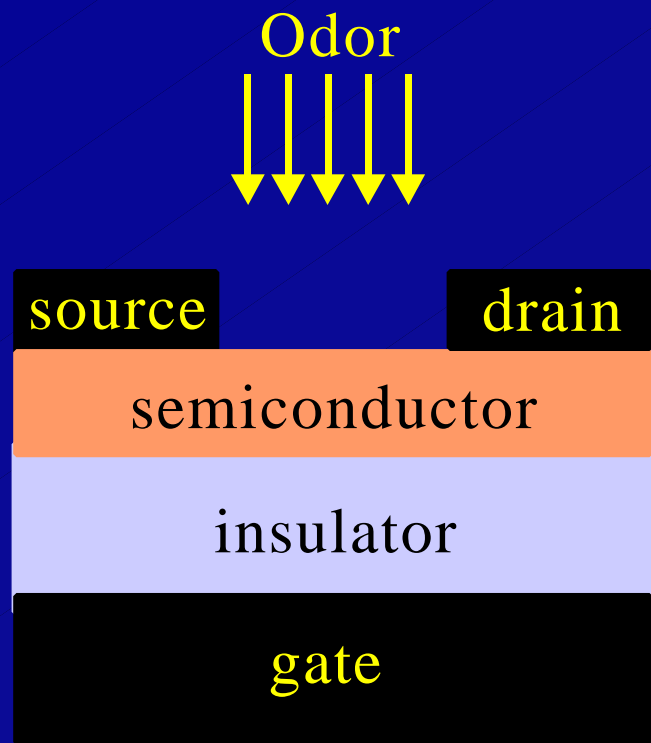 Odor
source drain
semiconductor
insulator
gate